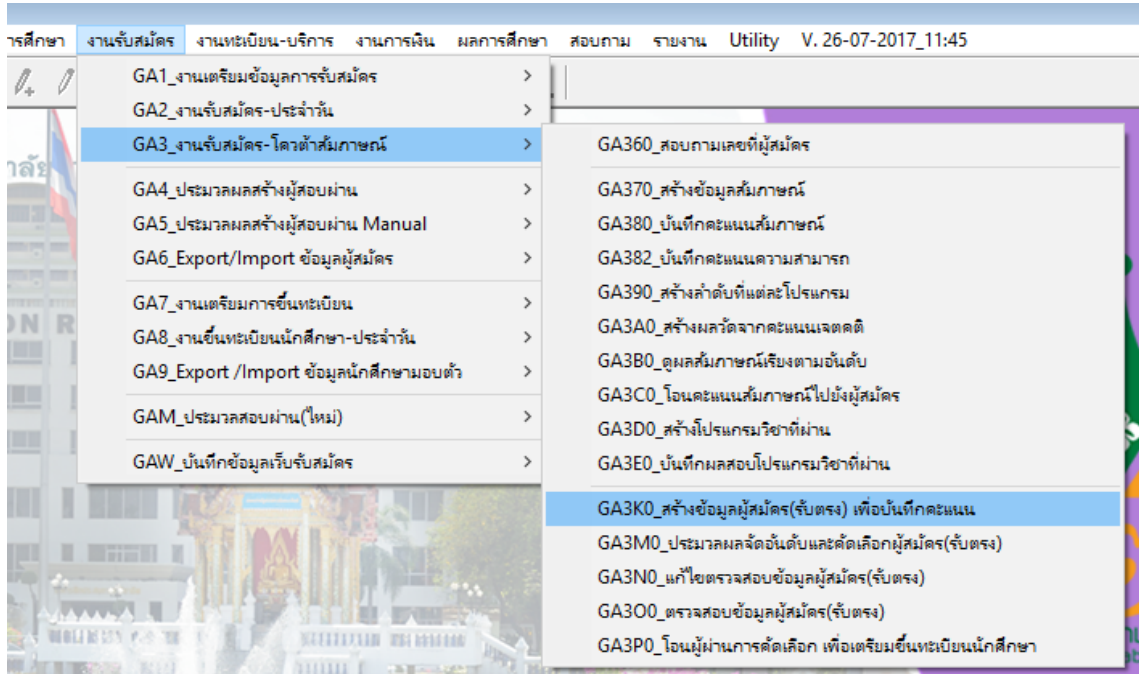 ารศึกษา งานรับสมัคร งานทะเบียน-บริการ งานการเงิน ผลการศึกษา สอบถาม รายงาน Utility V. 26-07-2017_11:45
GA1_งานเตรียมข้อมูลการรับสมัคร
GA2_งานรับสมัคร-ประจำวัน
GA3_งานรับสมัคร-โควต้าสัมภาษณ์
GA4_ประมวลผลสร้างผู้สอบผ่าน
GA5_ประมวลผลสร้างผู้สอบผ่าน Manual
GA6_Export/Import ข้อมูลผู้สมัคร
GA7_งานเตรียมการขึ้นทะเบียน
GA8_งานขึ้นทะเบียนนักศึกษา-ประจำวัน
GA9_Export /Import ข้อมูลนักศึกษามอบตัว
GAM_ประมวลสอบผ่าน(ใหม่)
GAW_บันทึกข้อมูลเว็บรับสมัคร
GA360_สอบถามเลขที่ผู้สมัคร
GA370_สร้างข้อมูลสัมภาษณ์
GA380_บันทึกคะแนนสัมภาษณ์
GA382_บันทึกคะแนนความสามารถ
GA390_สร้างลำดับที่แต่ละโปรแกรม
GA3A0_สร้างผลวัดจากคะแนนเจตคติ
GA3B0_ดูผลสัมภาษณ์เรียงตามอันดับ
GA3C0_โอนคะแนนสัมภาษณ์ไปยังผู้สมัคร
GA3D0_สร้างโปรแกรมวิชาที่ผ่าน
GA3E0_บันทึกผลสอบโปรแกรมวิชาที่ผ่าน
GA3K0_สร้างข้อมูลผู้สมัคร(รับตรง) เพื่อบันทึกคะแนน
GA3M0_ประมวลผลจัดอันดับและคัดเลือกผู้สมัคร(รับตรง)
GA3N0_แก้ไขตรวจสอบข้อมูลผู้สมัคร(รับตรง)
GA3O0_ตรวจสอบข้อมูลผู้สมัคร(รับตรง)
GA3P0_โอนผู้ผ่านการคัดเลือก เพื่อเตรียมขึ้นทะเบียนนักศึกษา
าลัย
ON R